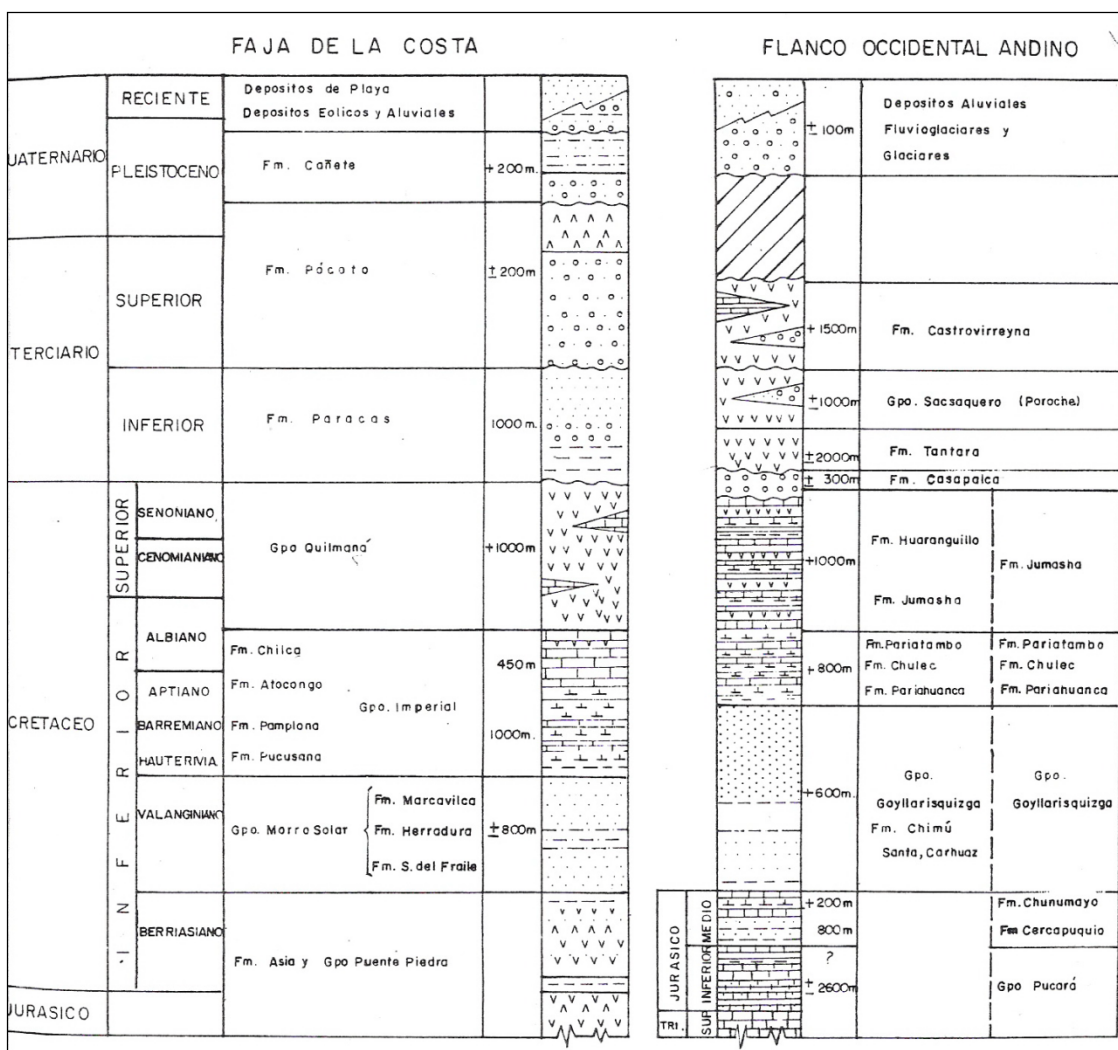 FAJA DE LA COSTA
UATERNARIO
RECIENTE
Depositos de Playa
Depositos Eolicos y Aluviales
PLEISTOCENO
Fm. Cañete
+200m.
TERCIARIO
SUPERIOR
Fm. Pócoto
±200m
INFERIOR
Fm. Paracas
1000m.
CRETACEO
SUPERIOR
SENONIANO
CENOMANIANO
Gpo Quilmaná
+1000m
INFERIOR
ALBIANO
APTIANO
BARREMIANO
HAUTERIVIA.
Fm. Chilca
Fm. Atocongo
Gpo. Imperial
Fm. Pamplona
Fm. Pucusana
450m
1000m.
VALANGINIANO
Gpo. Morro Solar
Fm. Marcavilca
Fm. Herradura
Fm. S. del Fraile
±800m
BERRIASIANO
Fm. Asia y Gpo Puente Piedra
JURASICO
FLANCO OCCIDENTAL ANDINO
±100m
Depositos Aluviales
Fluvioglaciares y
Glaciares
+1500m
Fm. Castrovirreyna
±1000m
Gpo. Sacsaquero (Poroche)
±2000m
Fm. Tantara
± 300m
Fm. Casapalca
+1000m
Fm. Huaranguillo
Fm. Jumasha
Fm. Jumasha
+800m
Fm. Pariatambo
Fm. Chulec
Fm. Pariahuanca
Fm. Pariatambo
Fm. Chulec
Fm. Pariahuanca
+600m.
Gpo.
Goyllarisquizga
Fm. Chimú
Santa, Carhuaz
Gpo.
Goyllarisquizga
JURASICO
MEDIO
+200m
800m
Fm. Chunumayo
Fm Cercapuquio
INFERIOR
?
±2600m
Gpo Pucará
TRI.
SUP